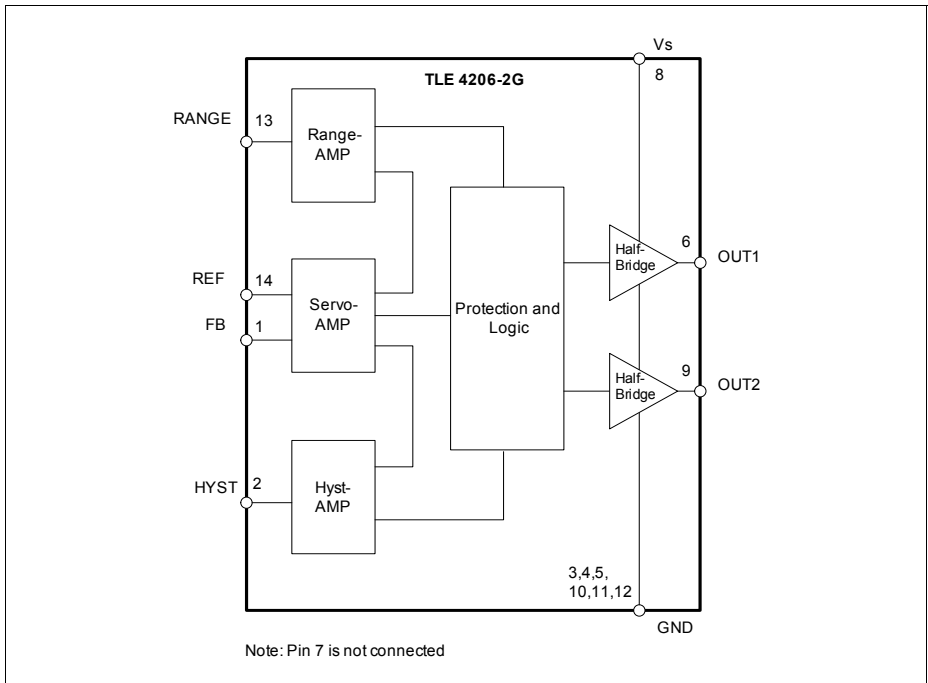 Vs
8
TLE 4206-2G
RANGE
13
Range-
AMP
REF
14
FB
1
Servo-
AMP
Protection and
Logic
Half-
Bridge
6
OUT1
Half-
Bridge
9
OUT2
HYST
2
Hyst-
AMP
3,4,5,
10,11,12
GND
Note: Pin 7 is not connected